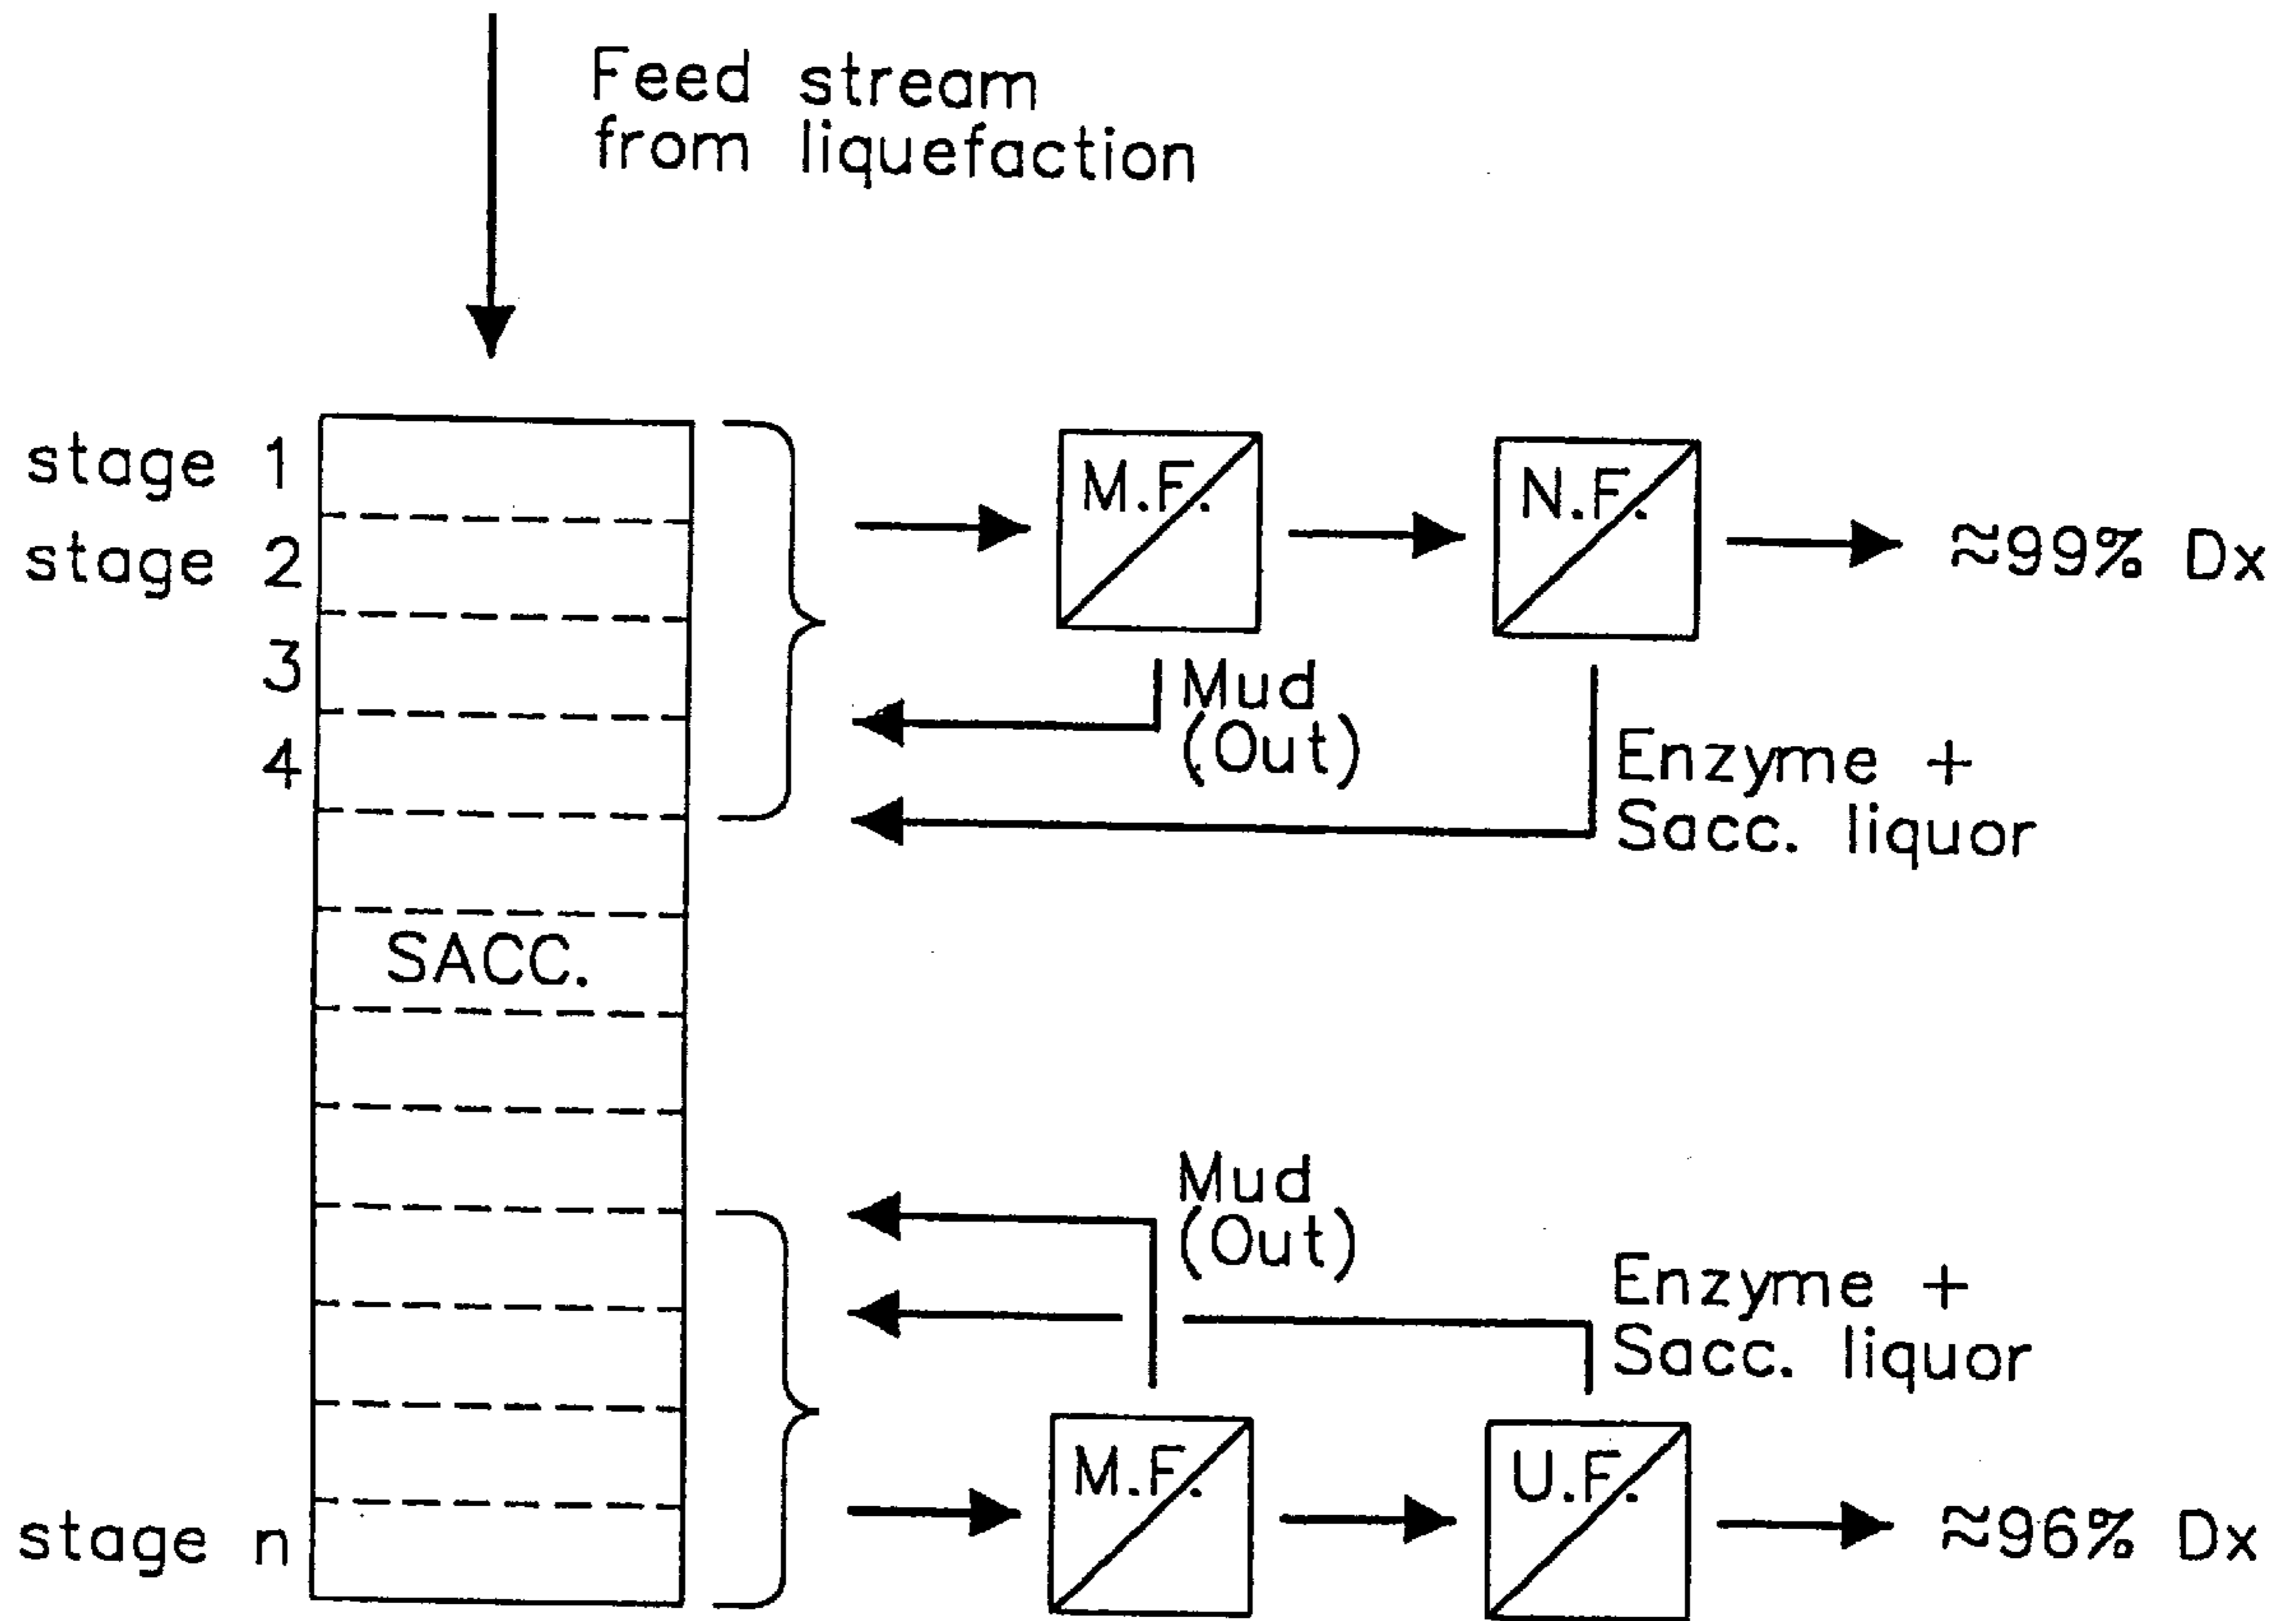 Feed stream
from liquefaction
stage 1
stage 2
3
4
SACC.
stage n
M.F.
N.F.
≈99% Dx
Mud
(Out)
Enzyme +
Sacc. liquor
Mud
(Out)
Enzyme +
Sacc. liquor
M.F.
U.F.
≈96% Dx